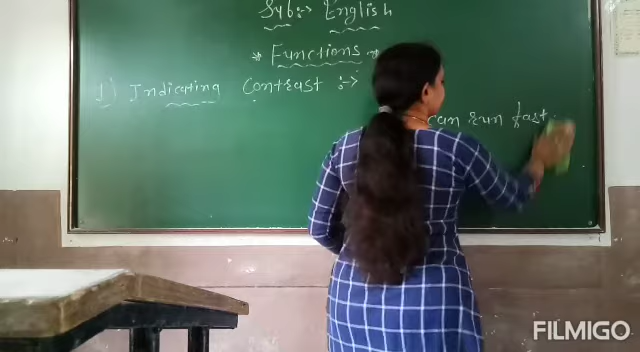 Sub:- English
* Functions *
1) Indicating Contrast :->
can run fast
FILMIGO